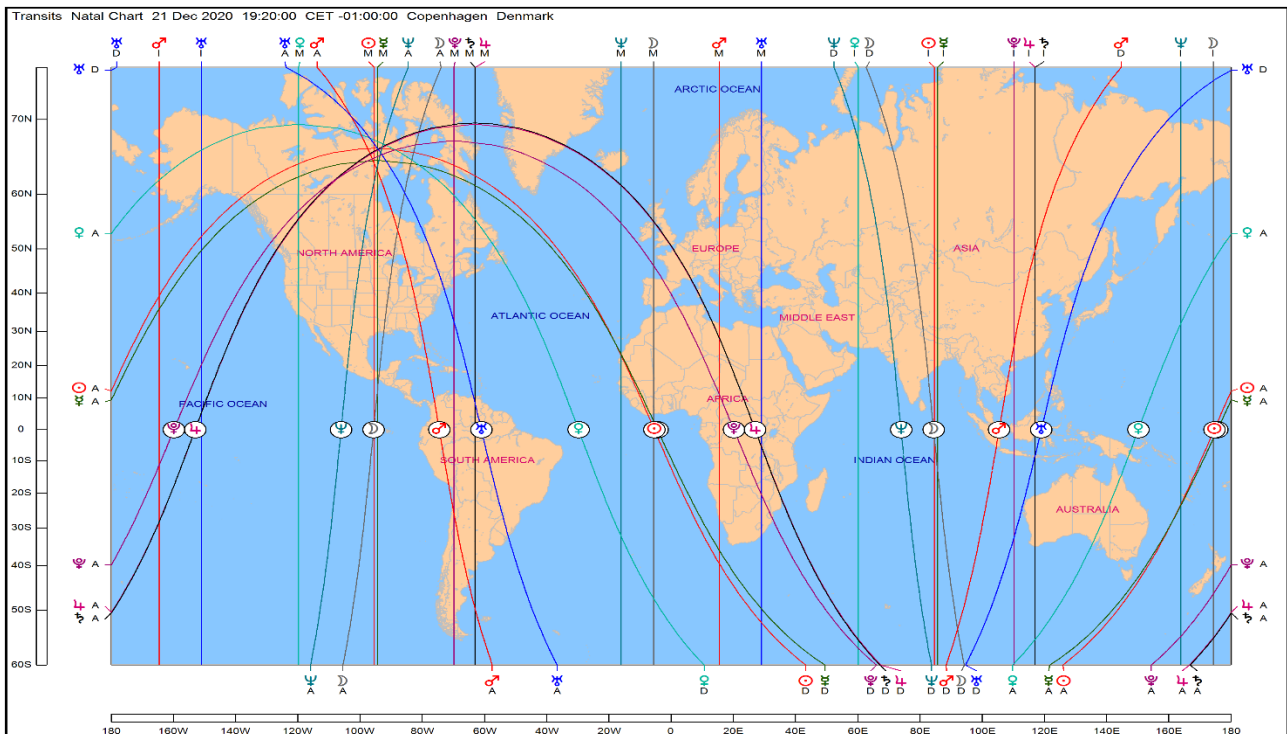 Transits Natal Chart 21 Dec 2020 19:20:00 CET -01:00:00 Copenhagen Denmark
♅ ♂ ♅ ♅ ♀ ♂ ☉ ☿ ♆ ☽ ♇ ♄ ♃ ♆ ☽ ♂ ♅ ♆ ♀ ☽ ☉ ☿ ♇ ♃ ♄ ♂ ♆ ☽
D I I A M A M M A A M M M M M M M D I D I I I I I D I I
♅ D
♅ D
ARCTIC OCEAN
70N
60N
50N
♀ A
NORTH AMERICA
EUROPE
ASIA
♀ A
40N
30N
ATLANTIC OCEAN
MIDDLE EAST
20N
☉ A
☉ A
10N
☿ A
PACIFIC OCEAN
AFRICA
☿ A
0
♇ ♃ ♆ ☽ ♂ ♅ ♀ ☉ ♇ ♃ ♆ ☽ ♂ ♅ ♀ ☉
10S
SOUTH AMERICA
INDIAN OCEAN
20S
AUSTRALIA
30S
40S
♇ A
♇ A
50S
♃ A
♃ A
♄ A
♄ A
60S
♆ ☽ ♂ ♅ ♀ ☉ ☿ ♇ ♄ ♃ ♆ ♂ ☽ ♅ ♀ ☿ ☉ ♇ ♃ ♄
A A A A D D D D D D D D D D A A A A A A
180 160W 140W 120W 100W 80W 60W 40W 20W 0 20E 40E 60E 80E 100E 120E 140E 160E 180